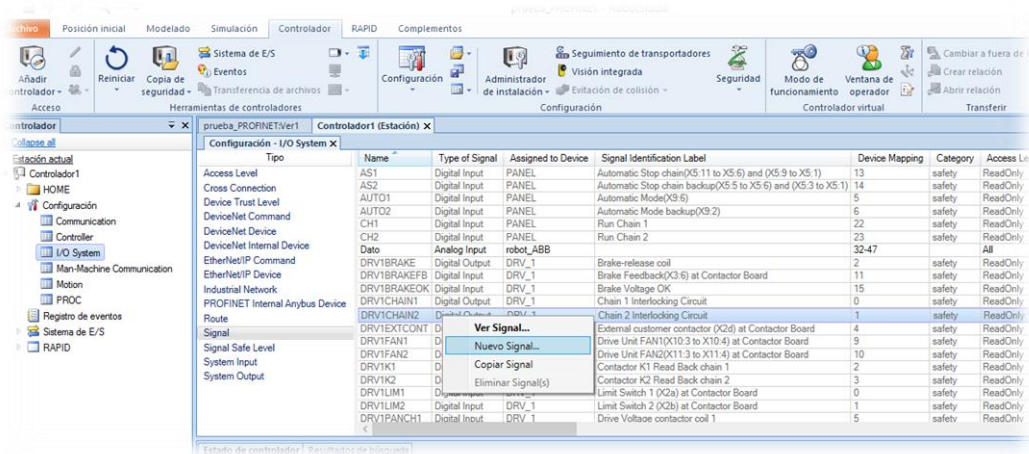 prueba_PROFINET - RobotStudio
Archivo Posición inicial Modelado Simulación Controlador RAPID Complementos
Añadir controlador
Reiniciar
Copia de seguridad
Sistema de E/S
Eventos
Transferencia de archivos
Configuración
Administrador de instalación
Seguimiento de transportadores
Visión integrada
Evitación de colisión
Seguridad
Modo de funcionamiento
Ventana de operador
Cambiar a fuera de
Crear relación
Abrir relación
Acceso Herramientas de controladores Configuración Controlador virtual Transferir
Controlador
Collapse all
Estación actual
Controlador1
HOME
Configuración
Communication
Controller
I/O System
Man-Machine Communication
Motion
PROC
Registro de eventos
Sistema de E/S
RAPID
prueba_PROFINET:Ver1 Controlador1 (Estación) X
Configuración - I/O System X
Tipo
Access Level
Cross Connection
Device Trust Level
DeviceNet Command
DeviceNet Device
DeviceNet Internal Device
EtherNet/IP Command
EtherNet/IP Device
Industrial Network
PROFINET Internal Anybus Device
Route
Signal
Signal Safe Level
System Input
System Output
Name Type of Signal Assigned to Device Signal Identification Label Device Mapping Category Access Le
AS1 Digital Input PANEL Automatic Stop chain(X5:11 to X5:6) and (X5:9 to X5:1) 13 safety ReadOnly
AS2 Digital Input PANEL Automatic Stop chain backup(X5:5 to X5:6) and (X5:3 to X5:1) 14 safety ReadOnly
AUTO1 Digital Input PANEL Automatic Mode(X9:6) 5 safety ReadOnly
AUTO2 Digital Input PANEL Automatic Mode backup(X9:2) 6 safety ReadOnly
CH1 Digital Input PANEL Run Chain 1 22 safety ReadOnly
CH2 Digital Input PANEL Run Chain 2 23 safety ReadOnly
Dato Analog Input robot_ABB 32-47 All
DRV1BRAKE Digital Output DRV_1 Brake-release coil 2 safety ReadOnly
DRV1BRAKEFB Digital Input DRV_1 Brake Feedback(X3:6) at Contactor Board 11 safety ReadOnly
DRV1BRAKEOK Digital Input DRV_1 Brake Voltage OK 15 safety ReadOnly
DRV1CHAIN1 Digital Output DRV_1 Chain 1 Interlocking Circuit 0 safety ReadOnly
DRV1CHAIN2 Digital Output DRV_1 Chain 2 Interlocking Circuit 1 safety ReadOnly
DRV1EXTCONT External customer contactor (X2d) at Contactor Board 4 safety ReadOnly
DRV1FAN1 Drive Unit FAN1(X10:3 to X10:4) at Contactor Board 9 safety ReadOnly
DRV1FAN2 Drive Unit FAN2(X11:3 to X11:4) at Contactor Board 10 safety ReadOnly
DRV1K1 Contactor K1 Read Back chain 1 2 safety ReadOnly
DRV1K2 Contactor K2 Read Back chain 2 3 safety ReadOnly
DRV1LIM1 Limit Switch 1 (X2a) at Contactor Board 0 safety ReadOnly
DRV1LIM2 Digital Input DRV_1 Limit Switch 2 (X2b) at Contactor Board 1 safety ReadOnly
DRV1PANCH1 Digital Input DRV_1 Drive Voltage contactor coil 1 5 safety ReadOnly
Ver Signal...
Nuevo Signal...
Copiar Signal
Eliminar Signal(s)
Estado de controlador Resultados de búsqueda